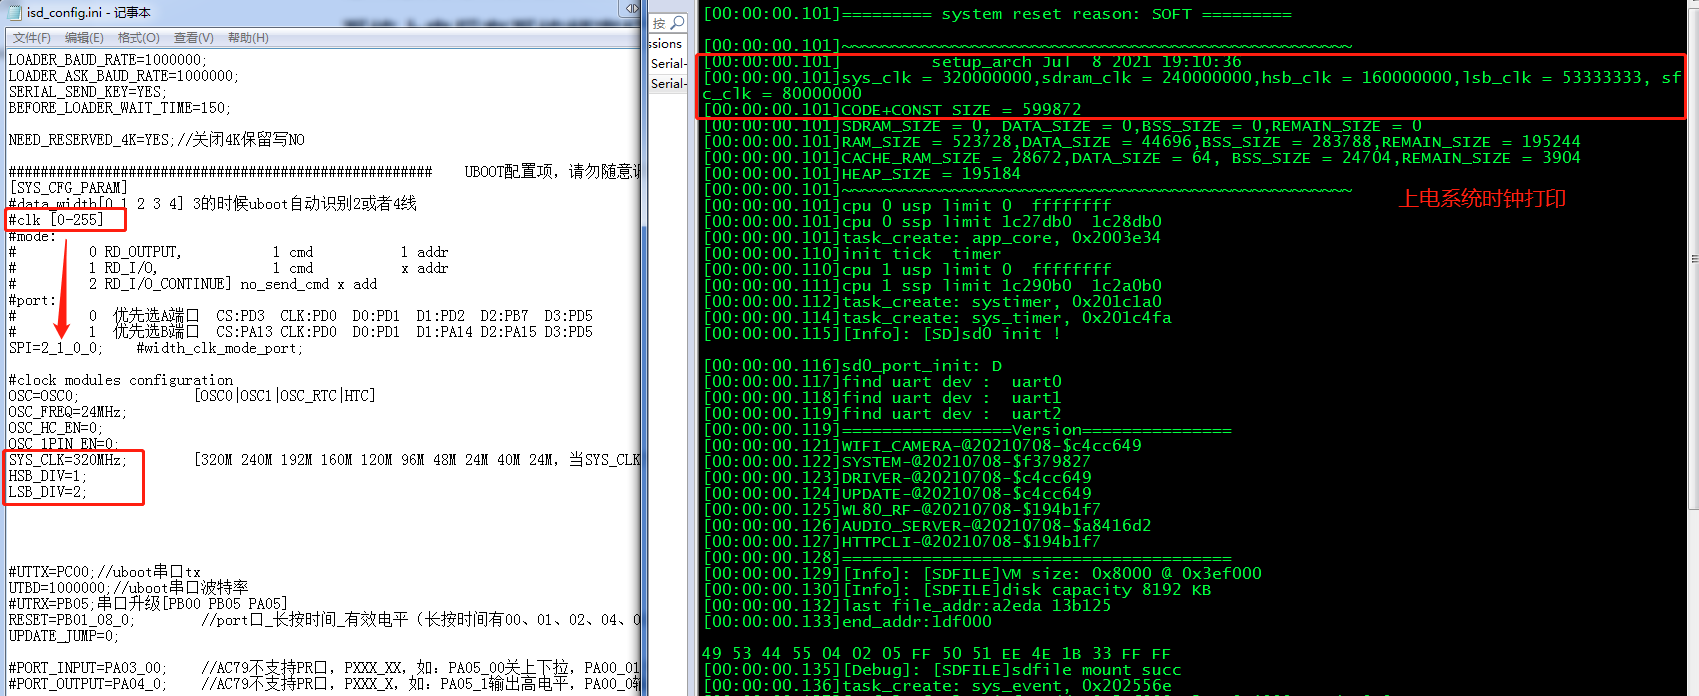 isd_config.ini - 记事本
文件(F) 编辑(E) 格式(O) 查看(V) 帮助(H)
LOADER_BAUD_RATE=1000000;
LOADER_ASK_BAUD_RATE=1000000;
SERIAL_SEND_KEY=YES;
BEFORE_LOADER_WAIT_TIME=150;
NEED_RESERVED_4K=YES;//关闭4K保留写NO
##################################################### UBOOT配置项，请勿随意
[SYS_CFG_PARAM]
#data_width[0 1 2 3 4] 3的时候uboot自动识别2或者4线
#clk [0-255]
#mode:
# 0 RD_OUTPUT, 1 cmd 1 addr
# 1 RD_I/O, 1 cmd x addr
# 2 RD_I/O_CONTINUE] no_send_cmd x add
#port:
# 0 优先选A端口 CS:PD3 CLK:PD0 D0:PD1 D1:PD2 D2:PB7 D3:PD5
# 1 优先选B端口 CS:PA13 CLK:PD0 D0:PD1 D1:PA14 D2:PA15 D3:PD5
SPI=2_1_0_0; #width_clk_mode_port;
#clock modules configuration
OSC=OSC0; [OSC0|OSC1|OSC_RTC|HTC]
OSC_FREQ=24MHz;
OSC_HC_EN=0;
OSC_1PIN_EN=0;
SYS_CLK=320MHz; [320M 240M 192M 160M 120M 96M 48M 24M 40M 24M，当SYS_CLK
HSB_DIV=1;
LSB_DIV=2;
#UTTX=PC00;//uboot串口tx
UTBD=1000000;//uboot串口波特率
#UTRX=PB05;串口升级[PB00 PB05 PA05]
RESET=PB01_08_0; //port口_长按时间_有效电平（长按时间有00、01、02、04、0
UPDATE_JUMP=0;
#PORT_INPUT=PA03_00; //AC79不支持PR口，PXXX_XX，如：PA05_00关上下拉，PA00_01
#PORT_OUTPUT=PA04_0; //AC79不支持PR口，PXXX_X，如：PA05_1输出高电平，PA00_0输
按
ssions
Serial-
Serial-
[00:00:00.101]========= system reset reason: SOFT =========
[00:00:00.101]~~~~~~~~~~~~~~~~~~~~~~~~~~~~~~~~~~~~~~~~~~~~~~~~~~~
[00:00:00.101] setup_arch Jul 8 2021 19:10:36
[00:00:00.101]sys_clk = 320000000,sdram_clk = 240000000,hsb_clk = 160000000,lsb_clk = 53333333, sf
c_clk = 80000000
[00:00:00.101]CODE+CONST SIZE = 599872
[00:00:00.101]SDRAM_SIZE = 0, DATA_SIZE = 0,BSS_SIZE = 0,REMAIN_SIZE = 0
[00:00:00.101]RAM_SIZE = 523728,DATA_SIZE = 44696,BSS_SIZE = 283788,REMAIN_SIZE = 195244
[00:00:00.101]CACHE_RAM_SIZE = 28672,DATA_SIZE = 64, BSS_SIZE = 24704,REMAIN_SIZE = 3904
[00:00:00.101]HEAP_SIZE = 195184
[00:00:00.101]~~~~~~~~~~~~~~~~~~~~~~~~~~~~~~~~~~~~~~~~~~~~~~~~~~~
上电系统时钟打印
[00:00:00.101]cpu 0 usp limit 0 ffffffff
[00:00:00.101]cpu 0 ssp limit 1c27db0 1c28db0
[00:00:00.101]task_create: app_core, 0x2003e34
[00:00:00.110]init tick timer
[00:00:00.110]cpu 1 usp limit 0 ffffffff
[00:00:00.111]cpu 1 ssp limit 1c290b0 1c2a0b0
[00:00:00.112]task_create: systimer, 0x201c1a0
[00:00:00.114]task_create: sys_timer, 0x201c4fa
[00:00:00.115][Info]: [SD]sd0 init !
[00:00:00.116]sd0_port_init: D
[00:00:00.117]find uart dev : uart0
[00:00:00.118]find uart dev : uart1
[00:00:00.119]find uart dev : uart2
[00:00:00.119]=================Version===============
[00:00:00.121]WIFI_CAMERA-@20210708-$c4cc649
[00:00:00.122]SYSTEM-@20210708-$f379827
[00:00:00.123]DRIVER-@20210708-$c4cc649
[00:00:00.124]UPDATE-@20210708-$c4cc649
[00:00:00.125]WL80_RF-@20210708-$194b1f7
[00:00:00.126]AUDIO_SERVER-@20210708-$a8416d2
[00:00:00.127]HTTPCLI-@20210708-$194b1f7
[00:00:00.128]=======================================
[00:00:00.129][Info]: [SDFILE]VM size: 0x8000 @ 0x3ef000
[00:00:00.130][Info]: [SDFILE]disk capacity 8192 KB
[00:00:00.132]last file_addr:a2eda 13b125
[00:00:00.133]end_addr:1df000
49 53 44 55 04 02 05 FF 50 51 EE 4E 1B 33 FF FF
[00:00:00.135][Debug]: [SDFILE]sdfile mount succ
[00:00:00.136]task_create: sys_event, 0x202556e